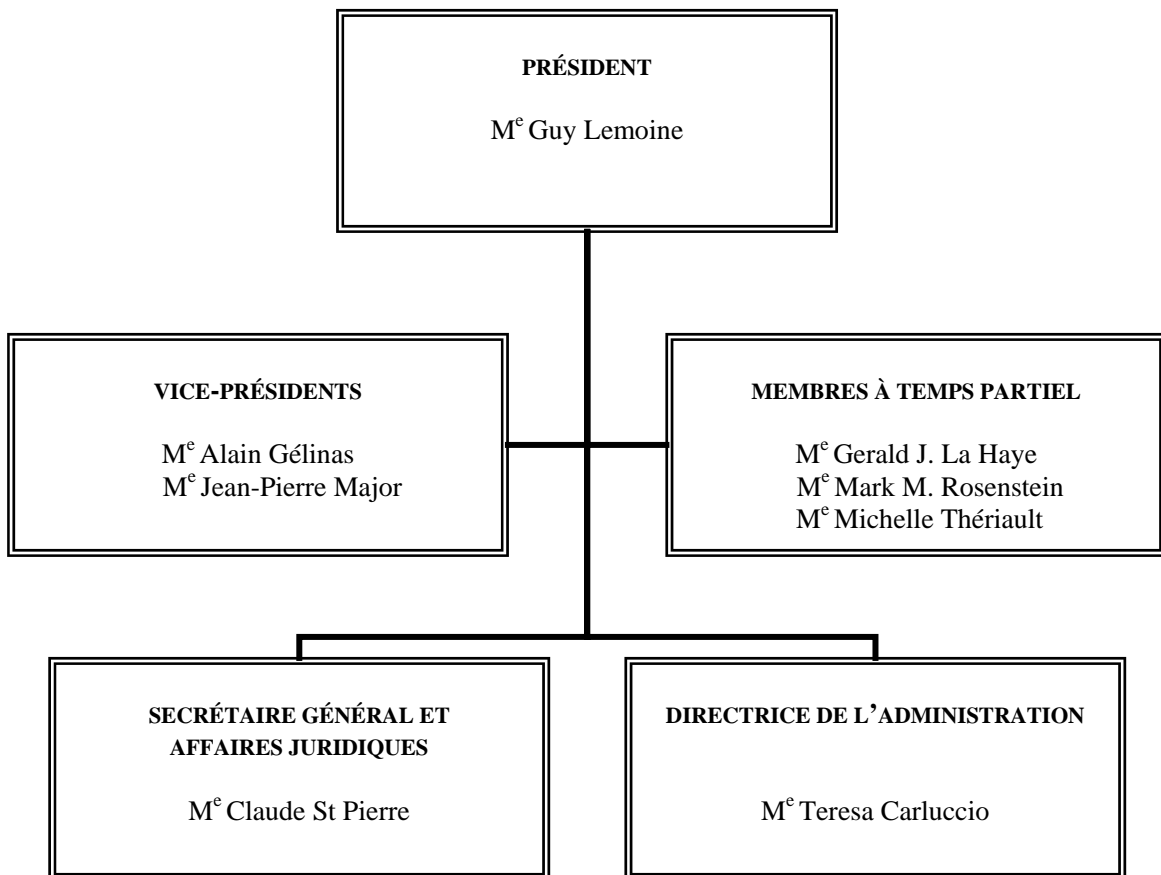 PRÉSIDENT
Mᵉ Guy Lemoine
VICE-PRÉSIDENTS
Mᵉ Alain Gélinas
Mᵉ Jean-Pierre Major
MEMBRES À TEMPS PARTIEL
Mᵉ Gerald J. La Haye
Mᵉ Mark M. Rosenstein
Mᵉ Michelle Thériault
SECRÉTAIRE GÉNÉRAL ET
AFFAIRES JURIDIQUES
Mᵉ Claude St Pierre
DIRECTRICE DE L’ADMINISTRATION
Mᵉ Teresa Carluccio